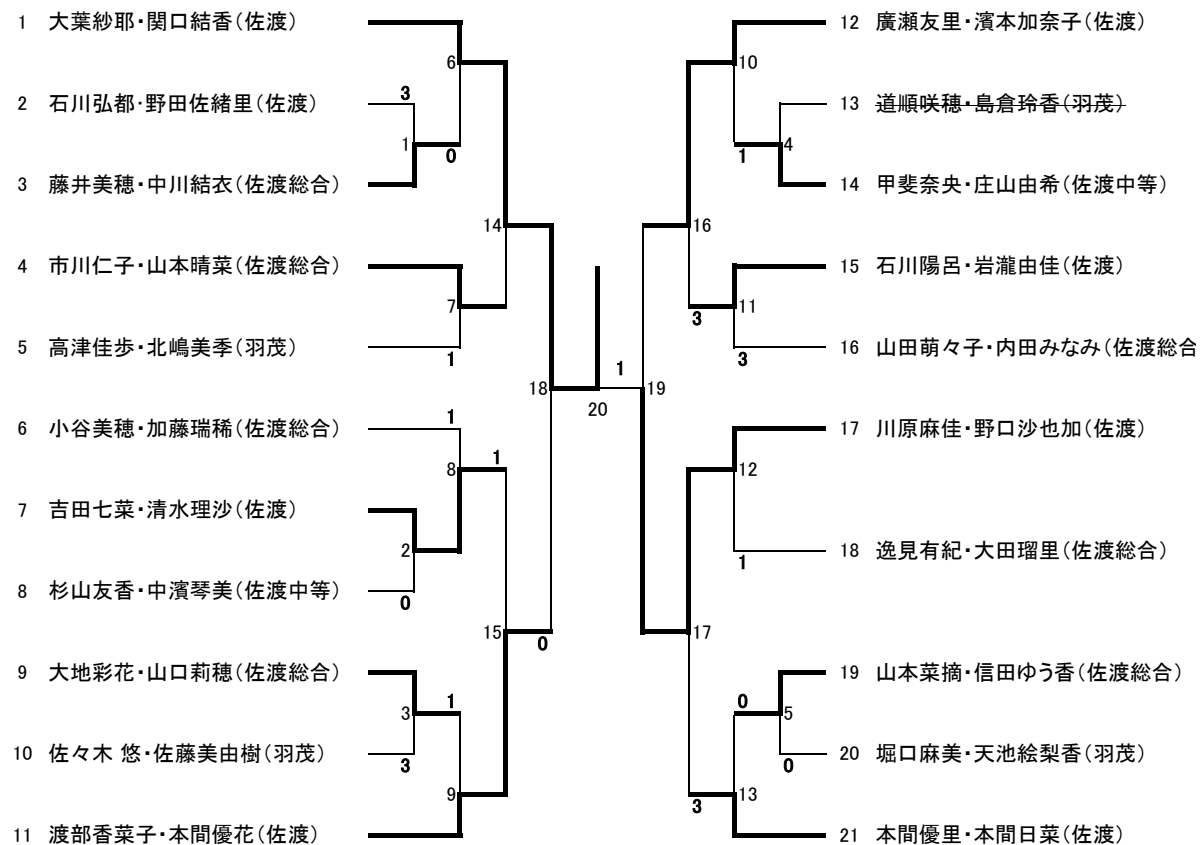 1 大葉紗耶・関口結香(佐渡)
2 石川弘都・野田佐緒里(佐渡)
3 藤井美穂・中川結衣(佐渡総合)
4 市川仁子・山本晴菜(佐渡総合)
5 高津佳歩・北嶋美季(羽茂)
6 小谷美穂・加藤瑞稀(佐渡総合)
7 吉田七菜・清水理沙(佐渡)
8 杉山友香・中濱琴美(佐渡中等)
9 大地彩花・山口莉穂(佐渡総合)
10 佐々木 悠・佐藤美由樹(羽茂)
11 渡部香菜子・本間優花(佐渡)
6
3
1
0
14
7
1
1
8
1
2
0
15
0
3
1
3
9
18
20
1
19
10
4
1
16
11
3
3
12
1
17
0
5
0
13
3
12 廣瀬友里・濱本加奈子(佐渡)
13 道順咲穂・島倉玲香(羽茂)
14 甲斐奈央・庄山由希(佐渡中等)
15 石川陽呂・岩瀧由佳(佐渡)
16 山田萌々子・内田みなみ(佐渡総合
17 川原麻佳・野口沙也加(佐渡)
18 逸見有紀・大田瑠里(佐渡総合)
19 山本菜摘・信田ゆう香(佐渡総合)
20 堀口麻美・天池絵梨香(羽茂)
21 本間優里・本間日菜(佐渡)